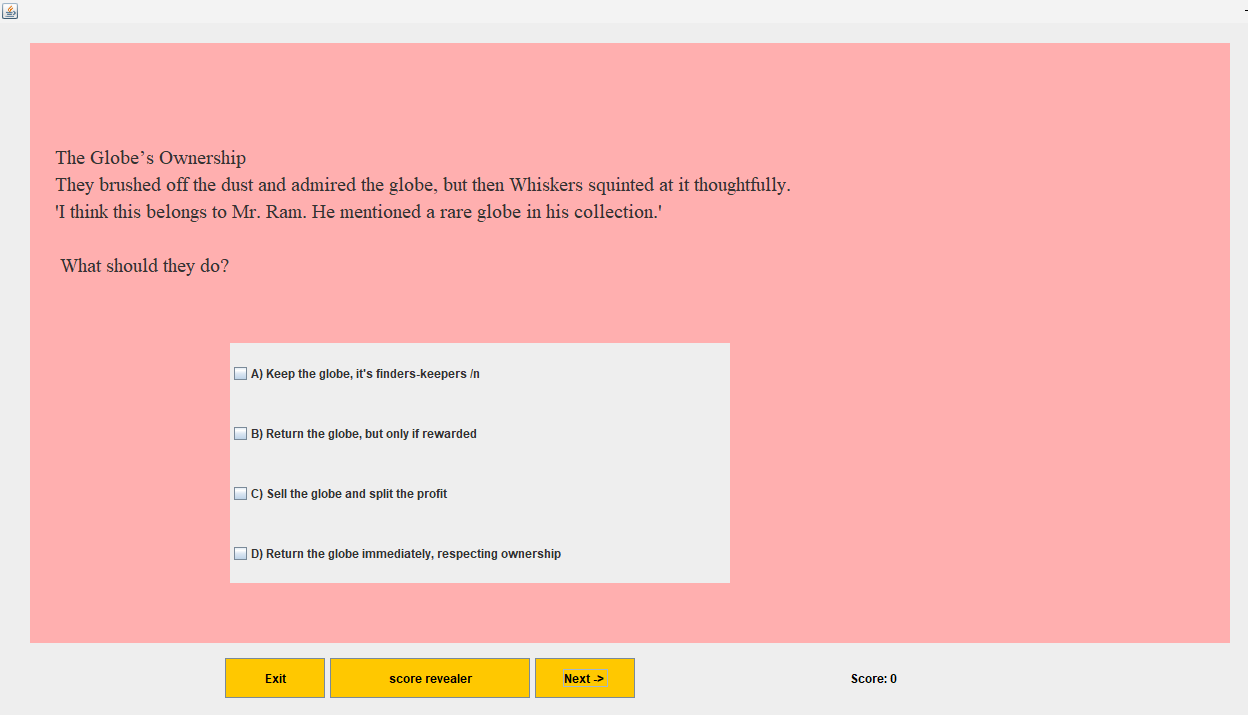 The Globe’s Ownership
They brushed off the dust and admired the globe, but then Whiskers squinted at it thoughtfully.
'I think this belongs to Mr. Ram. He mentioned a rare globe in his collection.'
What should they do?
A) Keep the globe, it's finders-keepers /n
B) Return the globe, but only if rewarded
C) Sell the globe and split the profit
D) Return the globe immediately, respecting ownership
Exit score revealer Next -> Score: 0